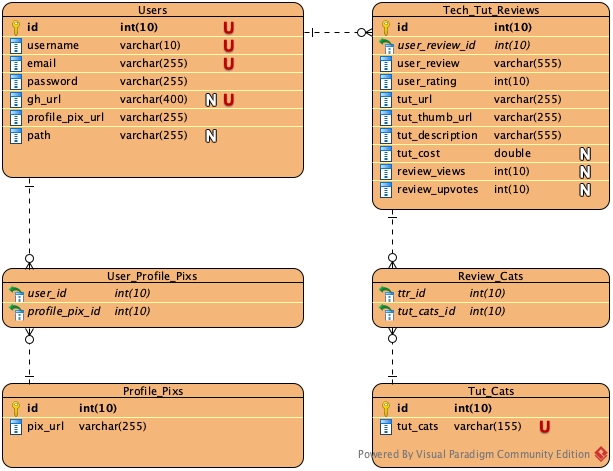 Users
id int(10) U
username varchar(10) U
email varchar(255) U
password varchar(255)
gh_url varchar(400) N U
profile_pix_url varchar(255)
path varchar(255) N
Tech_Tut_Reviews
id int(10)
user_review_id int(10)
user_review varchar(555)
user_rating int(10)
tut_url varchar(255)
tut_thumb_url varchar(255)
tut_description varchar(555)
tut_cost double N
review_views int(10) N
review_upvotes int(10) N
User_Profile_Pixs
user_id int(10)
profile_pix_id int(10)
Review_Cats
ttr_id int(10)
tut_cats_id int(10)
Profile_Pixs
id int(10)
pix_url varchar(255)
Tut_Cats
id int(10)
tut_cats varchar(155) U
Powered By Visual Paradigm Community Edition